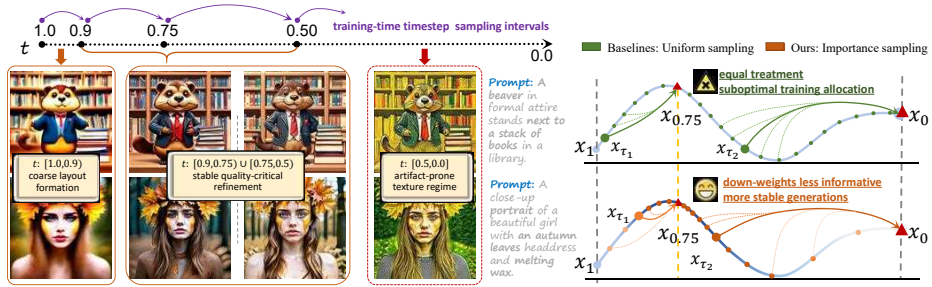 training-time timestep sampling intervals
1.0 0.9 0.75 0.50
t
0.0
t: [1.0,0.9)
coarse layout
formation
t: [0.9,0.75) ∪ [0.75,0.5)
stable quality-critical
refinement
t: [0.5,0.0]
artifact-prone
texture regime
Prompt: A
beaver in
formal attire
stands next to
a stack of
books in a
library.
Prompt: A
close-up
portrait of a
beautiful girl
with an autumn
leaves headdress
and melting
wax.
Baselines: Uniform sampling
Ours: Importance sampling
equal treatment
suboptimal training allocation
x₁
x_τ₁
x₀.₇₅
x_τ₂
x₀
down-weights less informative
more stable generations
x₁
x_τ₁
x₀.₇₅
x_τ₂
x₀